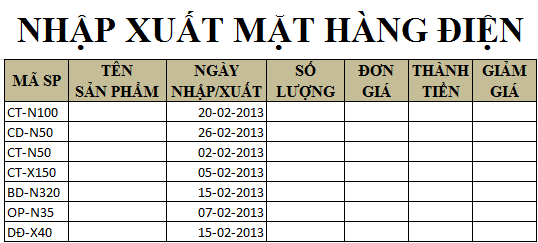 NHẬP XUẤT MẶT HÀNG ĐIỆN
MÃ SP TÊN SẢN PHẨM NGÀY NHẬP/XUẤT SỐ LƯỢNG ĐƠN GIÁ THÀNH TIỀN GIẢM GIÁ
CT-N100 20-02-2013
CD-N50 26-02-2013
CT-N50 02-02-2013
CT-X150 05-02-2013
BD-N320 15-02-2013
OP-N35 07-02-2013
DĐ-X40 15-02-2013